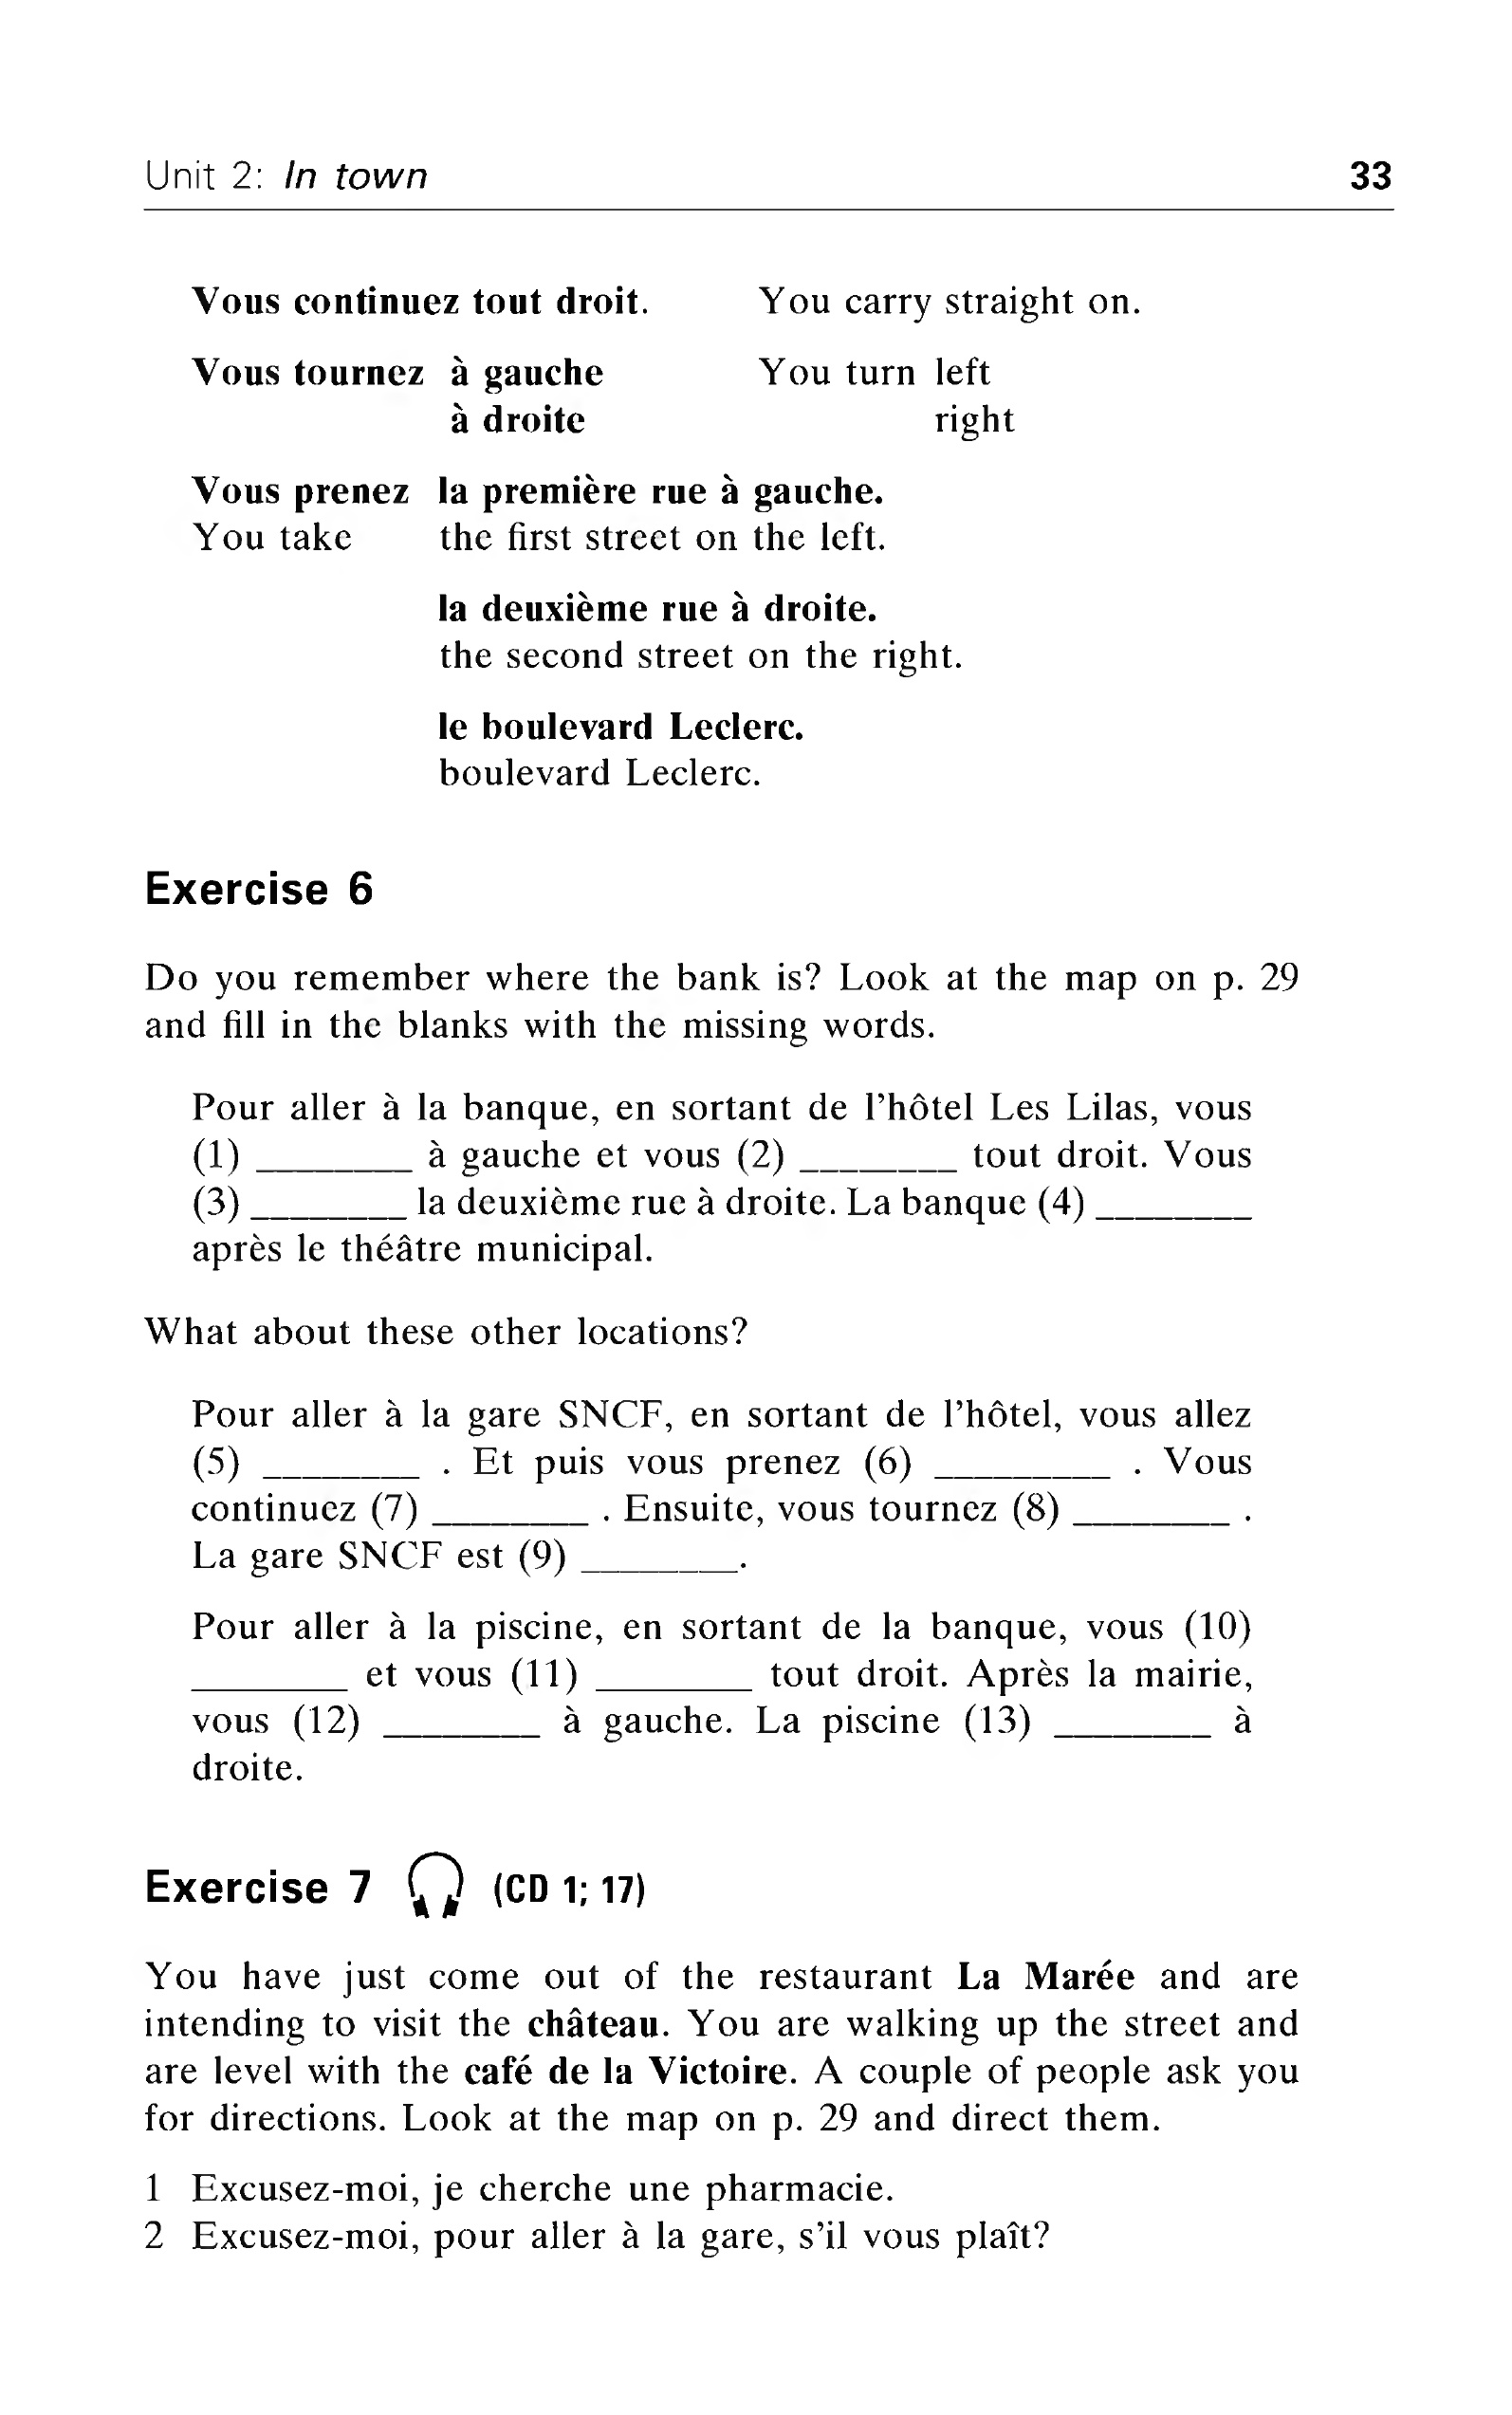 Unit 2: In town 33
Vous continuez tout droit. You carry straight on.
Vous tournez à gauche You turn left
à droite right
Vous prenez la première rue à gauche.
You take the first street on the left.
la deuxième rue à droite.
the second street on the right.
le boulevard Leclerc.
boulevard Leclerc.
Exercise 6
Do you remember where the bank is? Look at the map on p. 29
and fill in the blanks with the missing words.
Pour aller à la banque, en sortant de l'hôtel Les Lilas, vous
(1) ________ à gauche et vous (2) ________ tout droit. Vous
(3) ________ la deuxième rue à droite. La banque (4) ________
après le théâtre municipal.
What about these other locations?
Pour aller à la gare SNCF, en sortant de l'hôtel, vous allez
(5) ________ . Et puis vous prenez (6) _________ . Vous
continuez (7) ________ . Ensuite, vous tournez (8) ________ .
La gare SNCF est (9) ________.
Pour aller à la piscine, en sortant de la banque, vous (10)
________ et vous (11) ________ tout droit. Après la mairie,
vous (12) ________ à gauche. La piscine (13) ________ à
droite.
Exercise 7 (CD 1; 17)
You have just come out of the restaurant La Marée and are
intending to visit the château. You are walking up the street and
are level with the café de la Victoire. A couple of people ask you
for directions. Look at the map on p. 29 and direct them.
1 Excusez-moi, je cherche une pharmacie.
2 Excusez-moi, pour aller à la gare, s'il vous plaît?